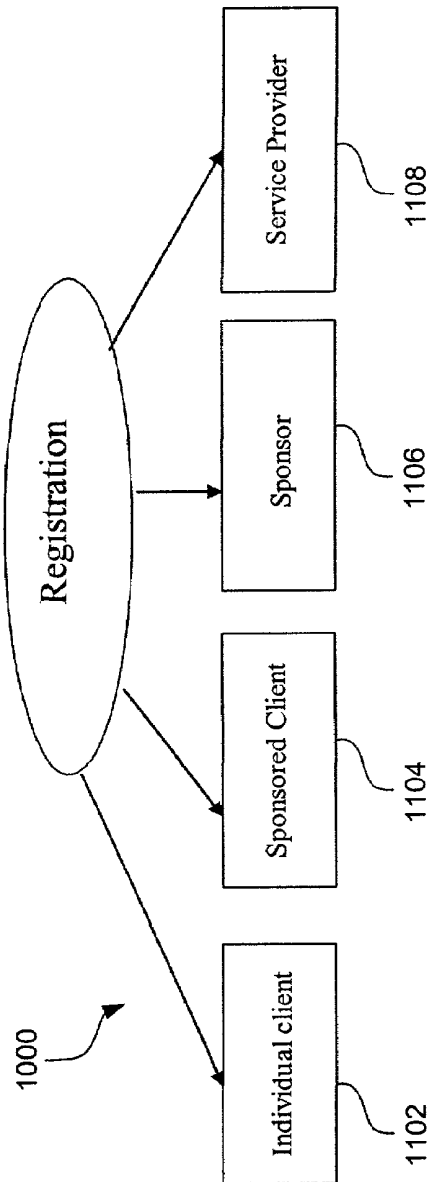 Registration
1000
Individual client
Sponsored Client
Sponsor
Service Provider
1102
1104
1106
1108